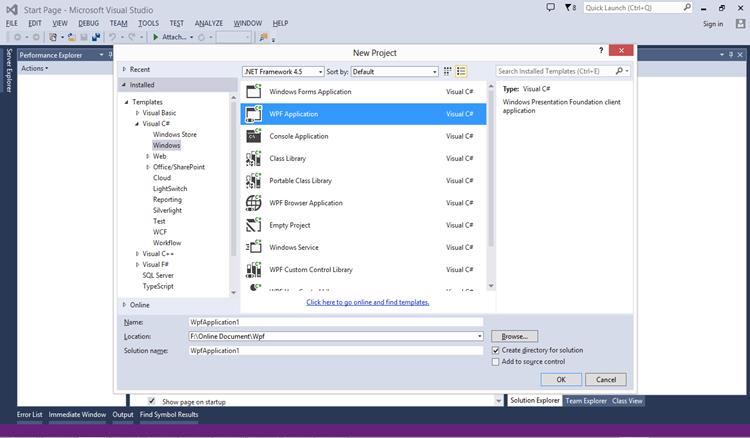 Start Page - Microsoft Visual Studio
8
Quick Launch (Ctrl+Q)
FILE EDIT VIEW DEBUG TEAM TOOLS TEST ANALYZE WINDOW HELP
Sign in
Attach...
Server Explorer
Performance Explorer
Actions
New Project
?
Recent
.NET Framework 4.5
Sort by:
Default
Search Installed Templates (Ctrl+E)
Installed
Templates
Visual Basic
Visual C#
Windows Store
Windows
Web
Office/SharePoint
Cloud
LightSwitch
Reporting
Silverlight
Test
WCF
Workflow
Visual C++
Visual F#
SQL Server
TypeScript
Online
Windows Forms Application Visual C#
WPF Application Visual C#
Console Application Visual C#
Class Library Visual C#
Portable Class Library Visual C#
WPF Browser Application Visual C#
Empty Project Visual C#
Windows Service Visual C#
WPF Custom Control Library Visual C#
Click here to go online and find templates.
Type: Visual C#
Windows Presentation Foundation client
application
Name: WpfApplication1
Location: F:\Online Document\Wpf
Browse...
Solution name: WpfApplication1
Create directory for solution
Add to source control
OK Cancel
Show page on startup
Solution Explorer Team Explorer Class View
Error List Immediate Window Output Find Symbol Results